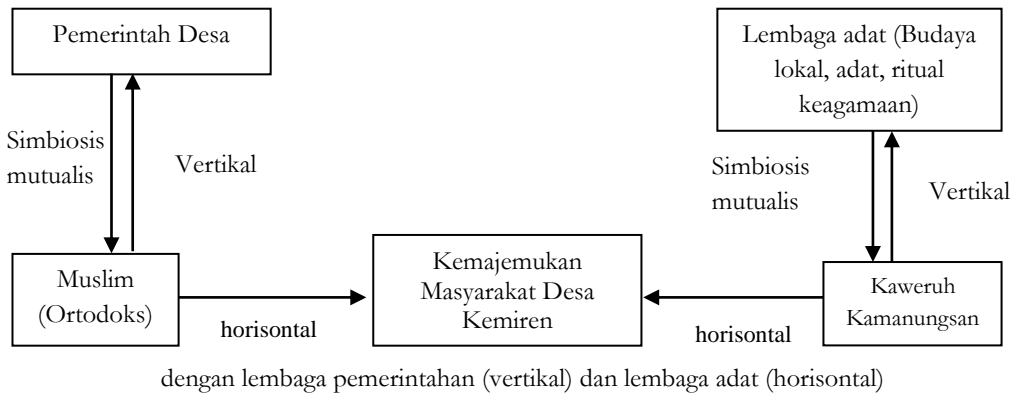 Pemerintah Desa
Lembaga adat (Budaya
lokal, adat, ritual
keagamaan)
Simbiosis
mutualis
Vertikal
Simbiosis
mutualis
Vertikal
Muslim
(Ortodoks)
horisontal
Kemajemukan
Masyarakat Desa
Kemiren
horisontal
Kaweruh
Kamanungsan
dengan lembaga pemerintahan (vertikal) dan lembaga adat (horisontal)